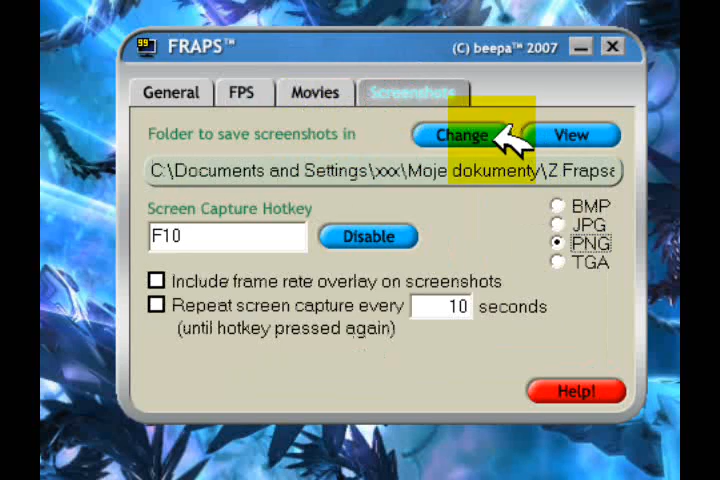 99
FRAPS™
(C) beepa™ 2007
General FPS Movies Screenshots
Folder to save screenshots in Change View
C:\Documents and Settings\xxx\Moje dokumenty\Z Frapse
Screen Capture Hotkey
F10 Disable
BMP
JPG
PNG
TGA
Include frame rate overlay on screenshots
Repeat screen capture every 10 seconds
(until hotkey pressed again)
Help!